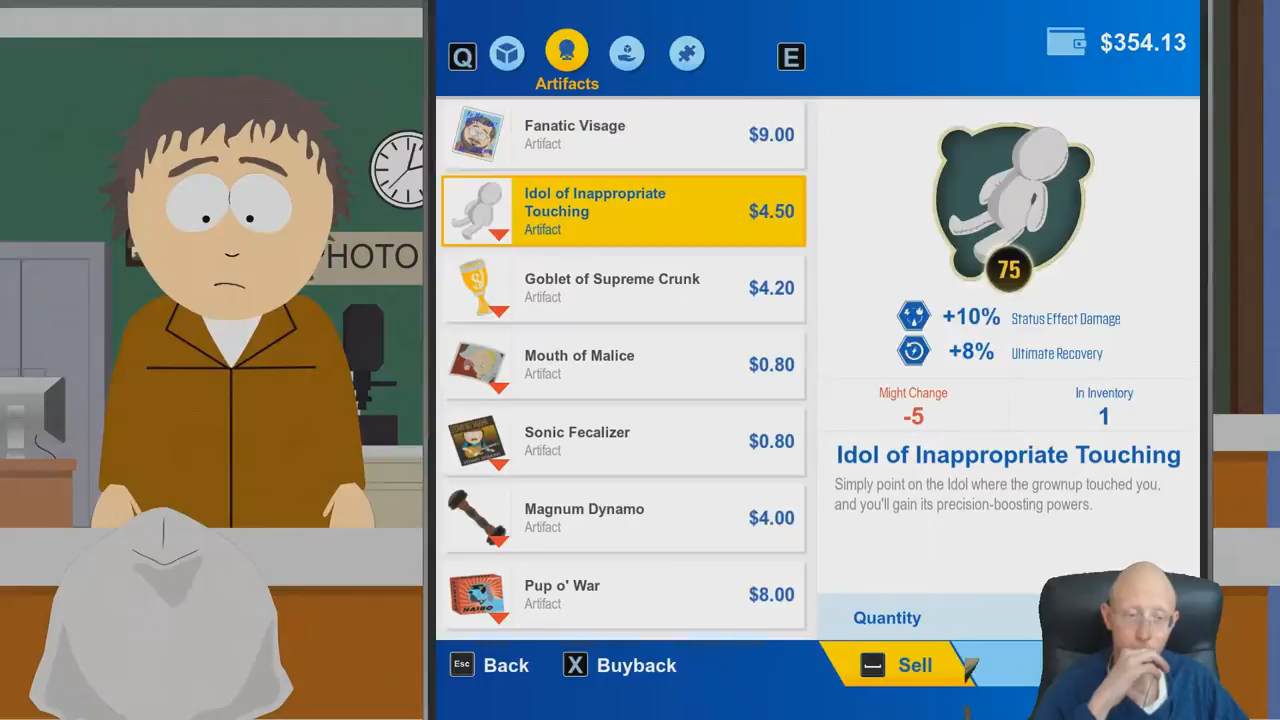 PHOTO
Q
E
Artifacts
$354.13
Fanatic Visage
Artifact
$9.00
Idol of Inappropriate
Touching
Artifact
$4.50
Goblet of Supreme Crunk
Artifact
$4.20
Mouth of Malice
Artifact
$0.80
Sonic Fecalizer
Artifact
$0.80
Magnum Dynamo
Artifact
$4.00
Pup o' War
Artifact
$8.00
75
+10% Status Effect Damage
+8% Ultimate Recovery
Might Change
-5
In Inventory
1
Idol of Inappropriate Touching
Simply point on the Idol where the grownup touched you,
and you'll gain its precision-boosting powers.
Quantity
Esc Back
X Buyback
Sell